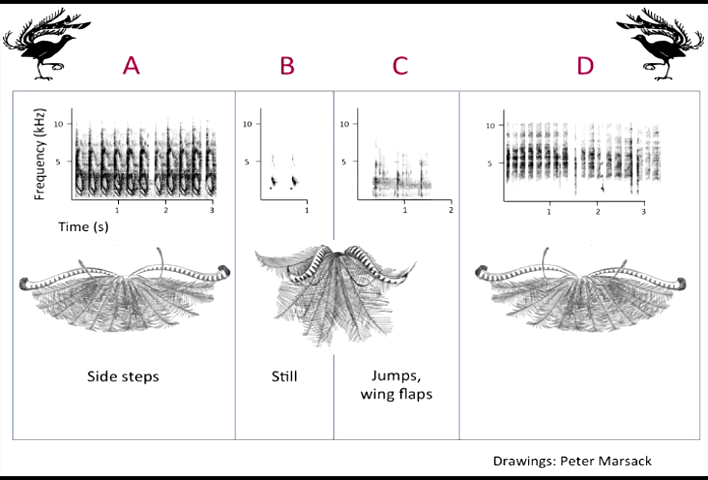 A
B
C
D
Frequency (kHz)
10
5
1
2
3
Time (s)
10
5
1
10
5
1
2
10
5
1
2
3
Side steps
Still
Jumps,
wing flaps
Drawings: Peter Marsack